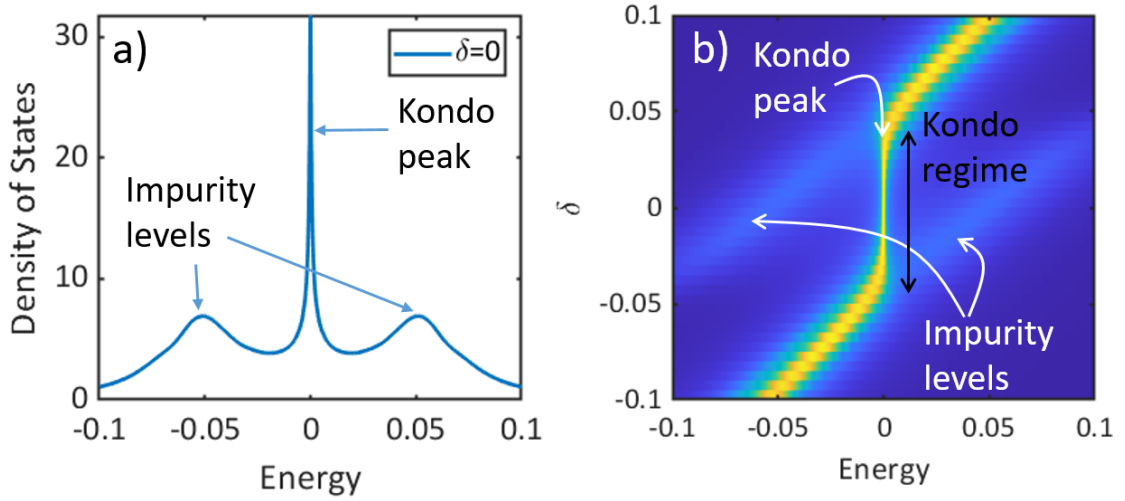 a)
δ=0
Kondo
peak
Impurity
levels
30
20
10
0
-0.1
-0.05
0
0.05
0.1
Density of States
Energy
b)
Kondo
peak
Kondo
regime
Impurity
levels
0.1
0.05
0
-0.05
-0.1
-0.1
-0.05
0
0.05
0.1
δ
Energy